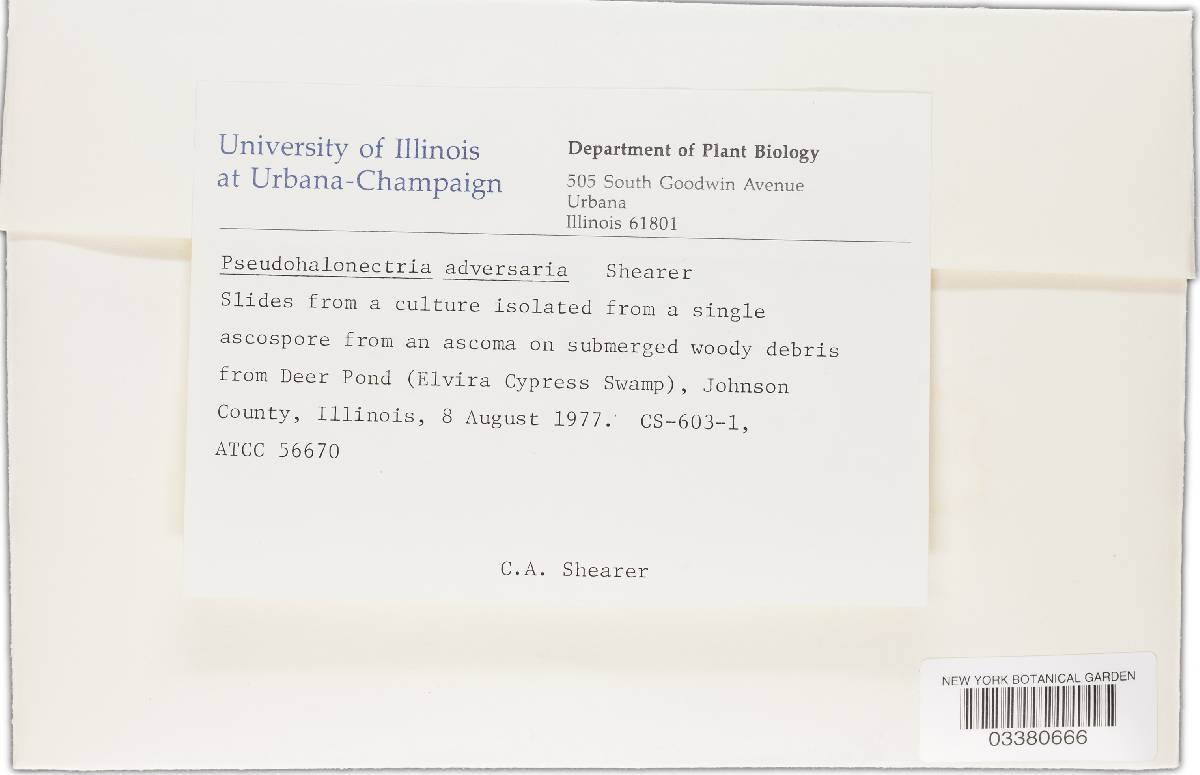 University of Illinois
at Urbana-Champaign
Department of Plant Biology
505 South Goodwin Avenue
Urbana
Illinois 61801
Pseudohalonectria adversaria Shearer
Slides from a culture isolated from a single
ascospore from an ascoma on submerged woody debris
from Deer Pond (Elvira Cypress Swamp), Johnson
County, Illinois, 8 August 1977. CS-603-1,
ATCC 56670
C.A. Shearer
NEW YORK BOTANICAL GARDEN
03380666